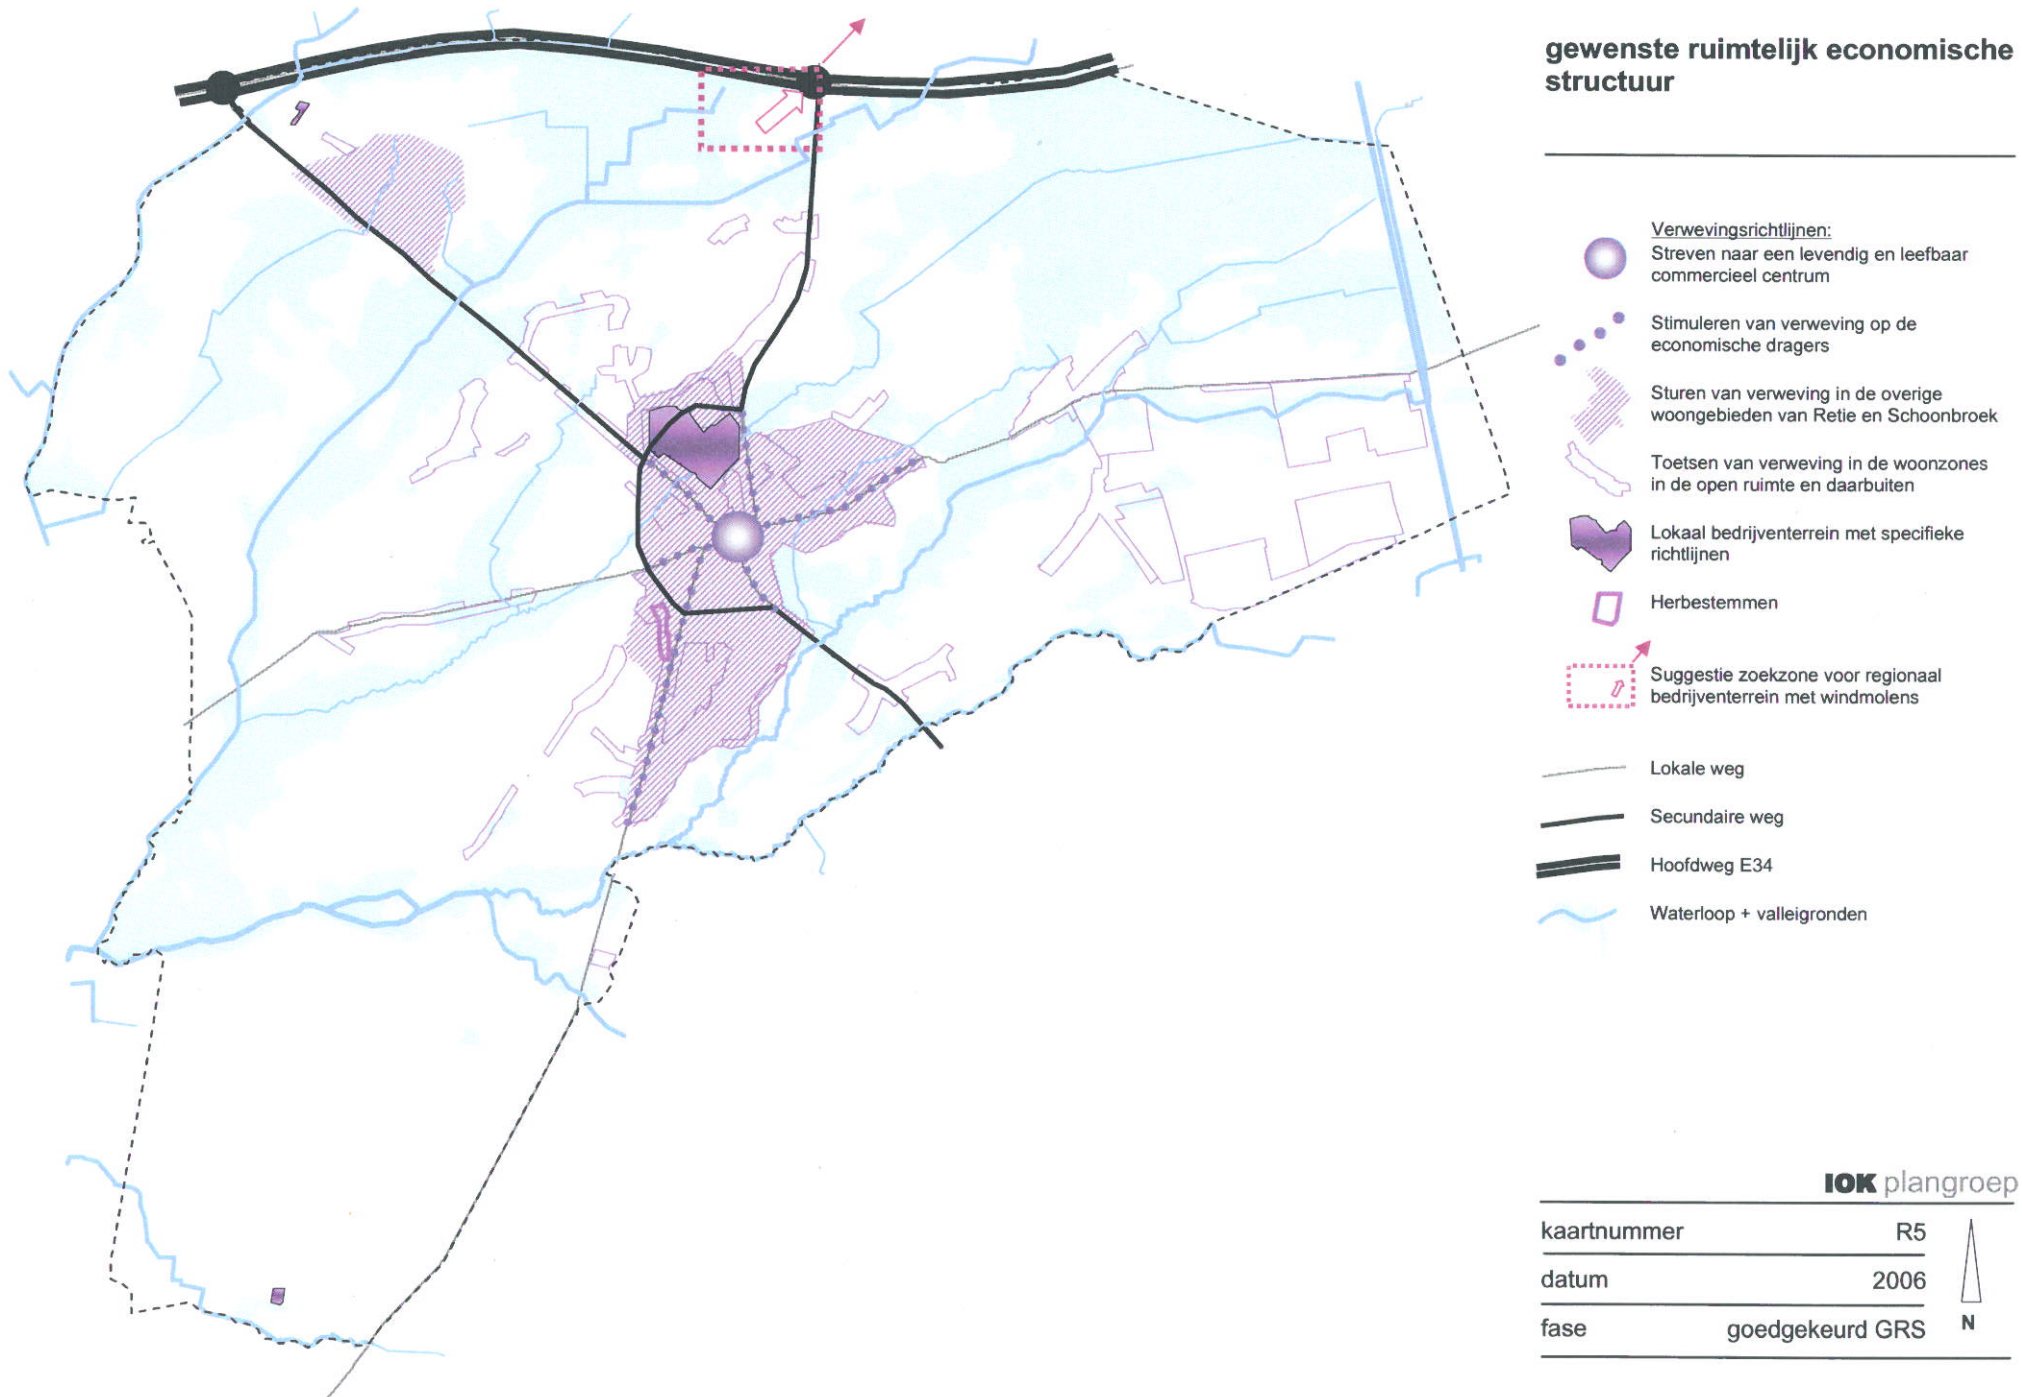 gewenste ruimtelijk economische
structuur
Verwevingsrichtlijnen:
Streven naar een levendig en leefbaar
commercieel centrum
Stimuleren van verweving op de
economische dragers
Sturen van verweving in de overige
woongebieden van Retie en Schoonbroek
Toetsen van verweving in de woonzones
in de open ruimte en daarbuiten
Lokaal bedrijventerrein met specifieke
richtlijnen
Herbestemmen
Suggestie zoekzone voor regionaal
bedrijventerrein met windmolens
Lokale weg
Secundaire weg
Hoofdweg E34
Waterloop + valleigronden
IOK plangroep
kaartnummer R5
datum 2006
fase goedgekeurd GRS
N